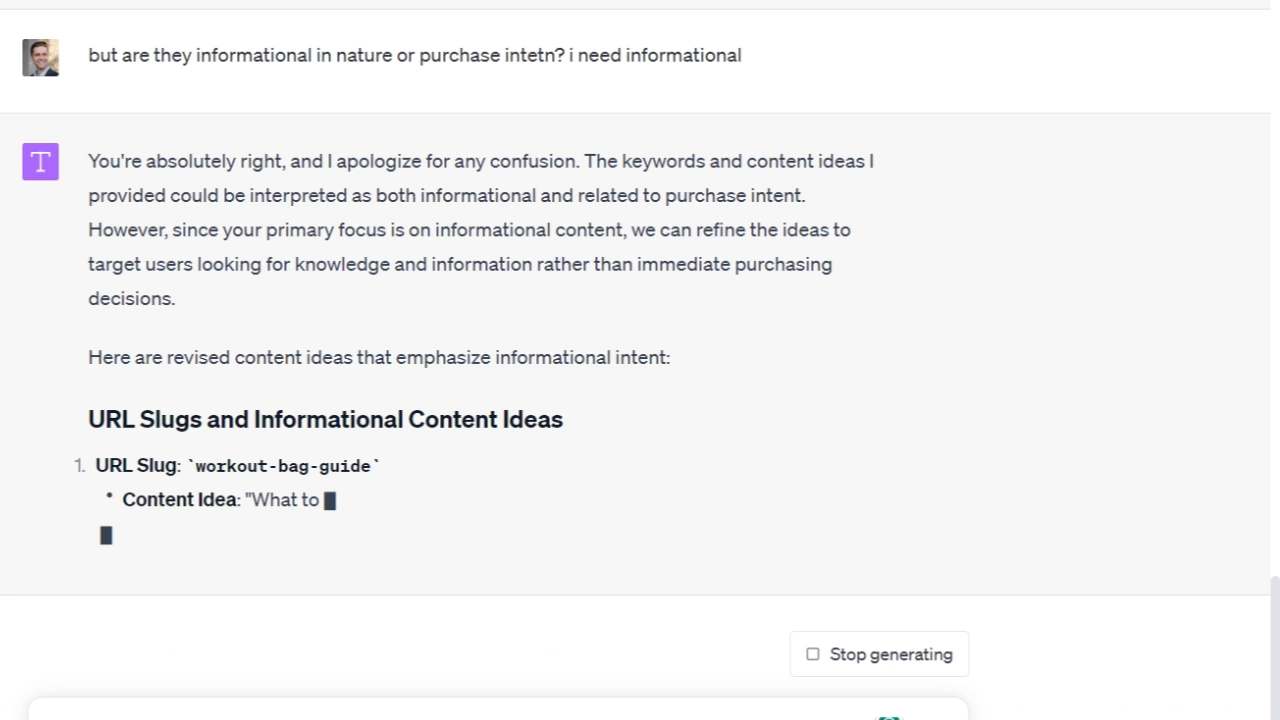 but are they informational in nature or purchase intetn? i need informational
T
You're absolutely right, and I apologize for any confusion. The keywords and content ideas I
provided could be interpreted as both informational and related to purchase intent.
However, since your primary focus is on informational content, we can refine the ideas to
target users looking for knowledge and information rather than immediate purchasing
decisions.
Here are revised content ideas that emphasize informational intent:
URL Slugs and Informational Content Ideas
1. URL Slug: `workout-bag-guide`
• Content Idea: "What to
Stop generating